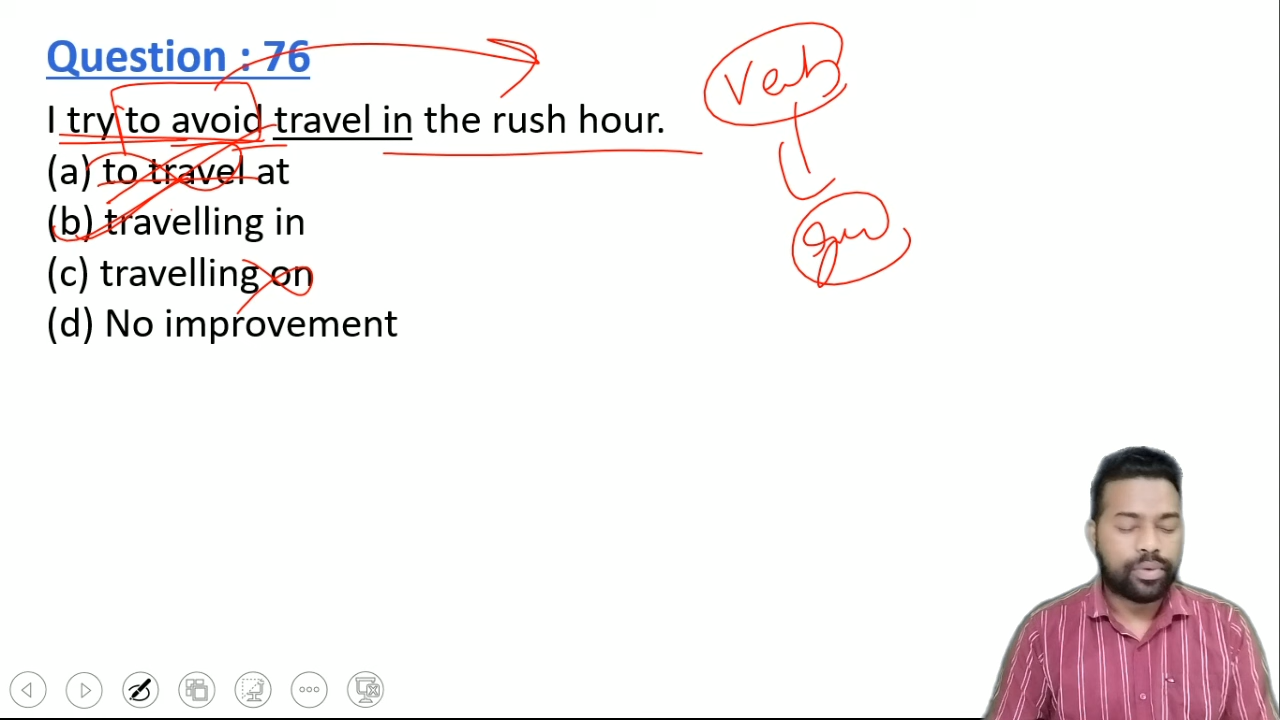 Question : 76
I try to avoid travel in the rush hour.
(a) to travel at
(b) travelling in
(c) travelling on
(d) No improvement
Verb